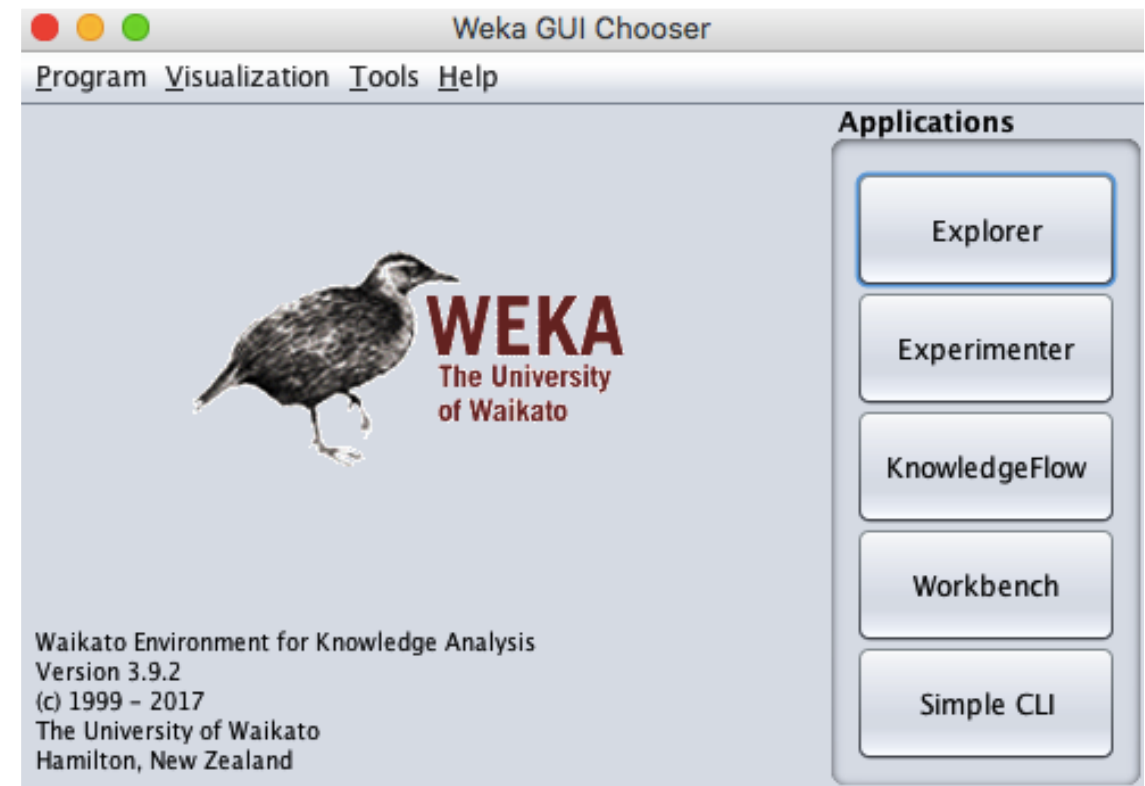 Weka GUI Chooser
Program Visualization Tools Help
Applications
Explorer
Experimenter
KnowledgeFlow
Workbench
Simple CLI
WEKA
The University
of Waikato
Waikato Environment for Knowledge Analysis
Version 3.9.2
(c) 1999 – 2017
The University of Waikato
Hamilton, New Zealand